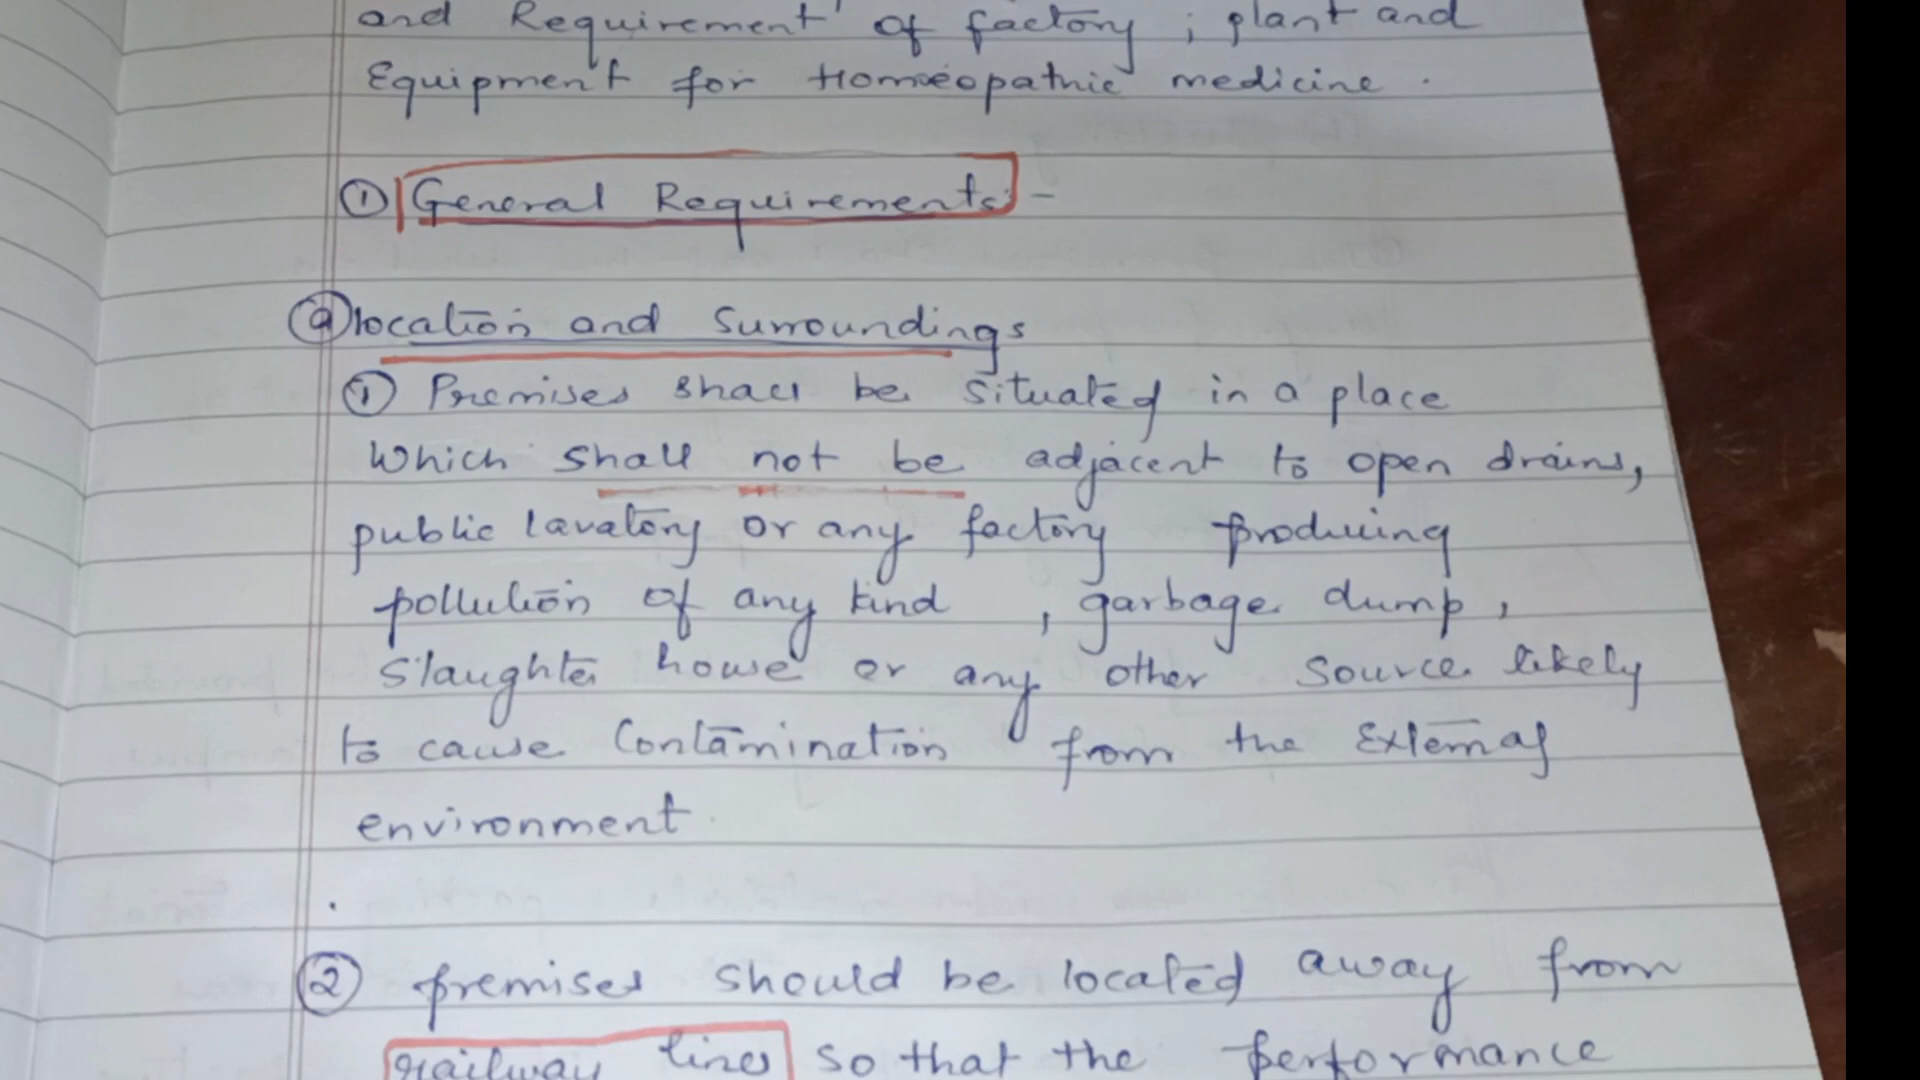 and Requirement of factory ; plant and
Equipment for Homeopathic medicine .
① General Requirements: -
ⓐ location and Surroundings
① Premises shall be situated in a place
Which shall not be adjacent to open drains,
public lavatory or any factory producing
pollution of any kind , garbage dump ,
Slaughter house or any other source likely
to cause Contamination from the External
environment .
② premises should be located away from
railway lines so that the performance